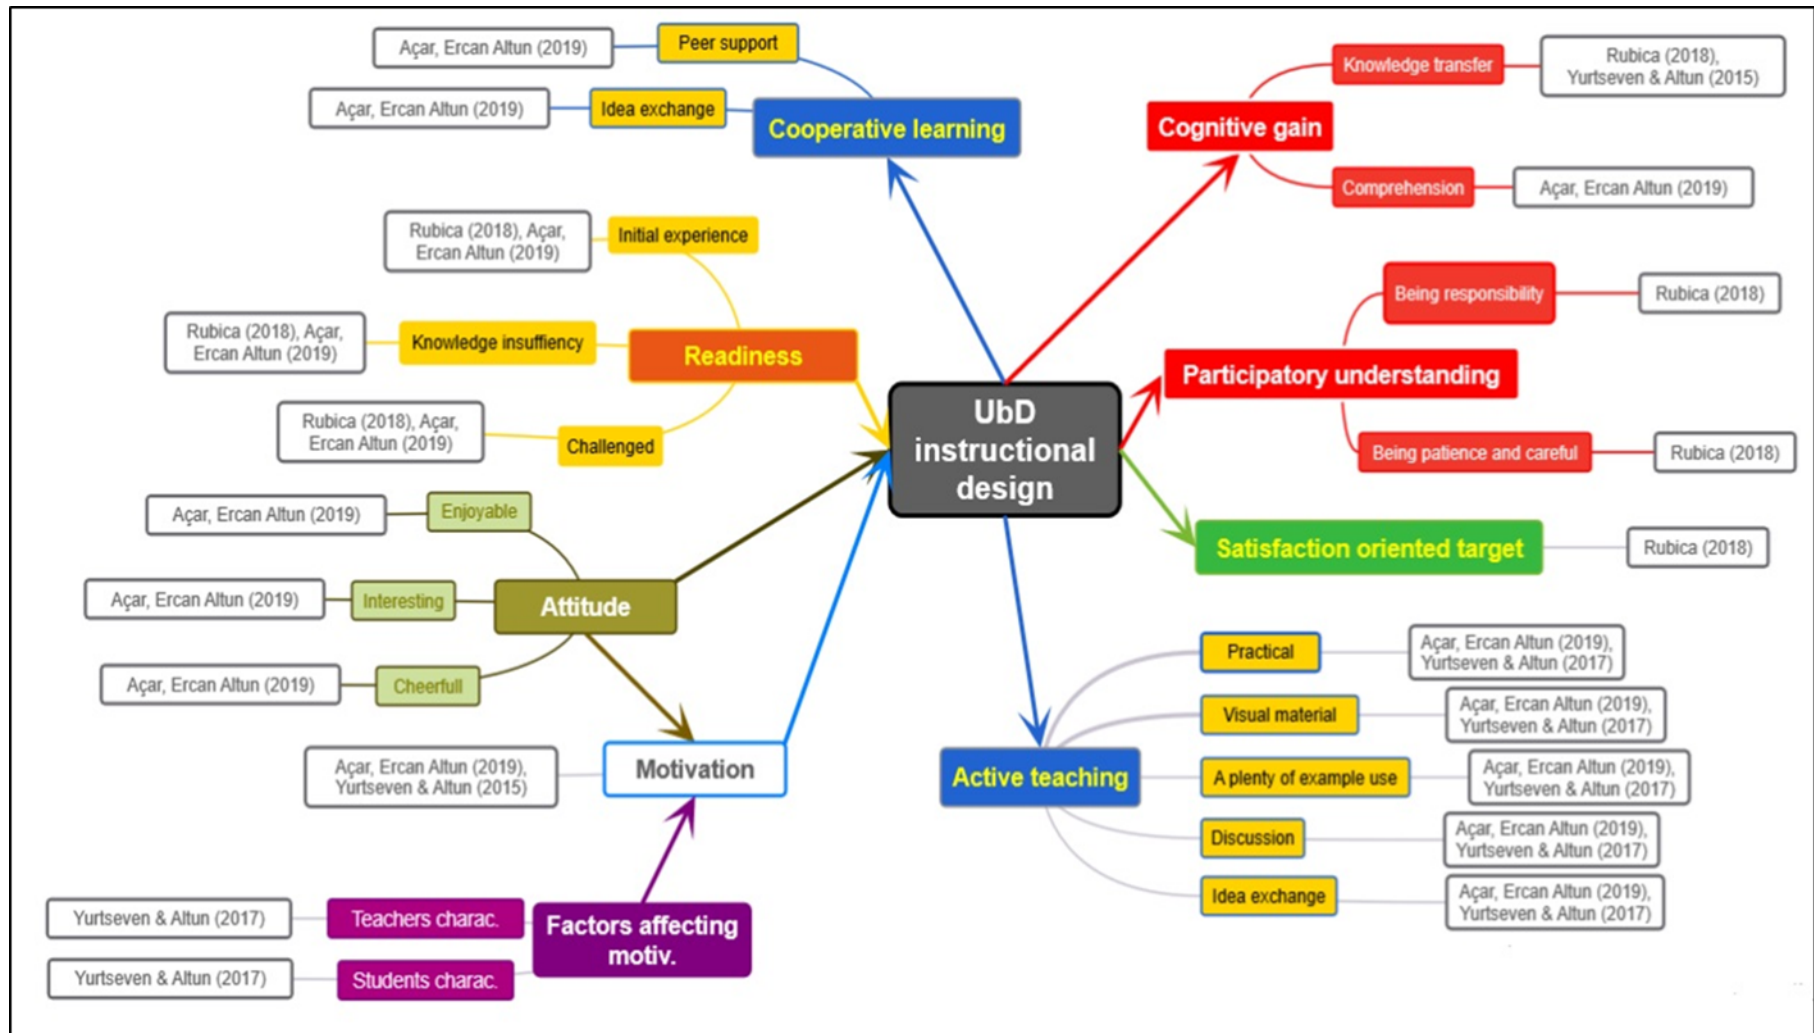 Açar, Ercan Altun (2019)
Peer support
Açar, Ercan Altun (2019)
Idea exchange
Cooperative learning
Rubica (2018), Açar,
Ercan Altun (2019)
Initial experience
Rubica (2018), Açar,
Ercan Altun (2019)
Knowledge insuffiency
Readiness
Rubica (2018), Açar,
Ercan Altun (2019)
Challenged
Açar, Ercan Altun (2019)
Enjoyable
Açar, Ercan Altun (2019)
Interesting
Attitude
Açar, Ercan Altun (2019)
Cheerfull
Açar, Ercan Altun (2019),
Yurtseven & Altun (2015)
Motivation
Yurtseven & Altun (2017)
Teachers charac.
Factors affecting
motiv.
Yurtseven & Altun (2017)
Students charac.
UbD
instructional
design
Cognitive gain
Knowledge transfer
Rubica (2018),
Yurtseven & Altun (2015)
Comprehension
Açar, Ercan Altun (2019)
Participatory understanding
Being responsibility
Rubica (2018)
Being patience and careful
Rubica (2018)
Satisfaction oriented target
Rubica (2018)
Active teaching
Practical
Açar, Ercan Altun (2019),
Yurtseven & Altun (2017)
Visual material
Açar, Ercan Altun (2019),
Yurtseven & Altun (2017)
A plenty of example use
Açar, Ercan Altun (2019),
Yurtseven & Altun (2017)
Discussion
Açar, Ercan Altun (2019),
Yurtseven & Altun (2017)
Idea exchange
Açar, Ercan Altun (2019),
Yurtseven & Altun (2017)